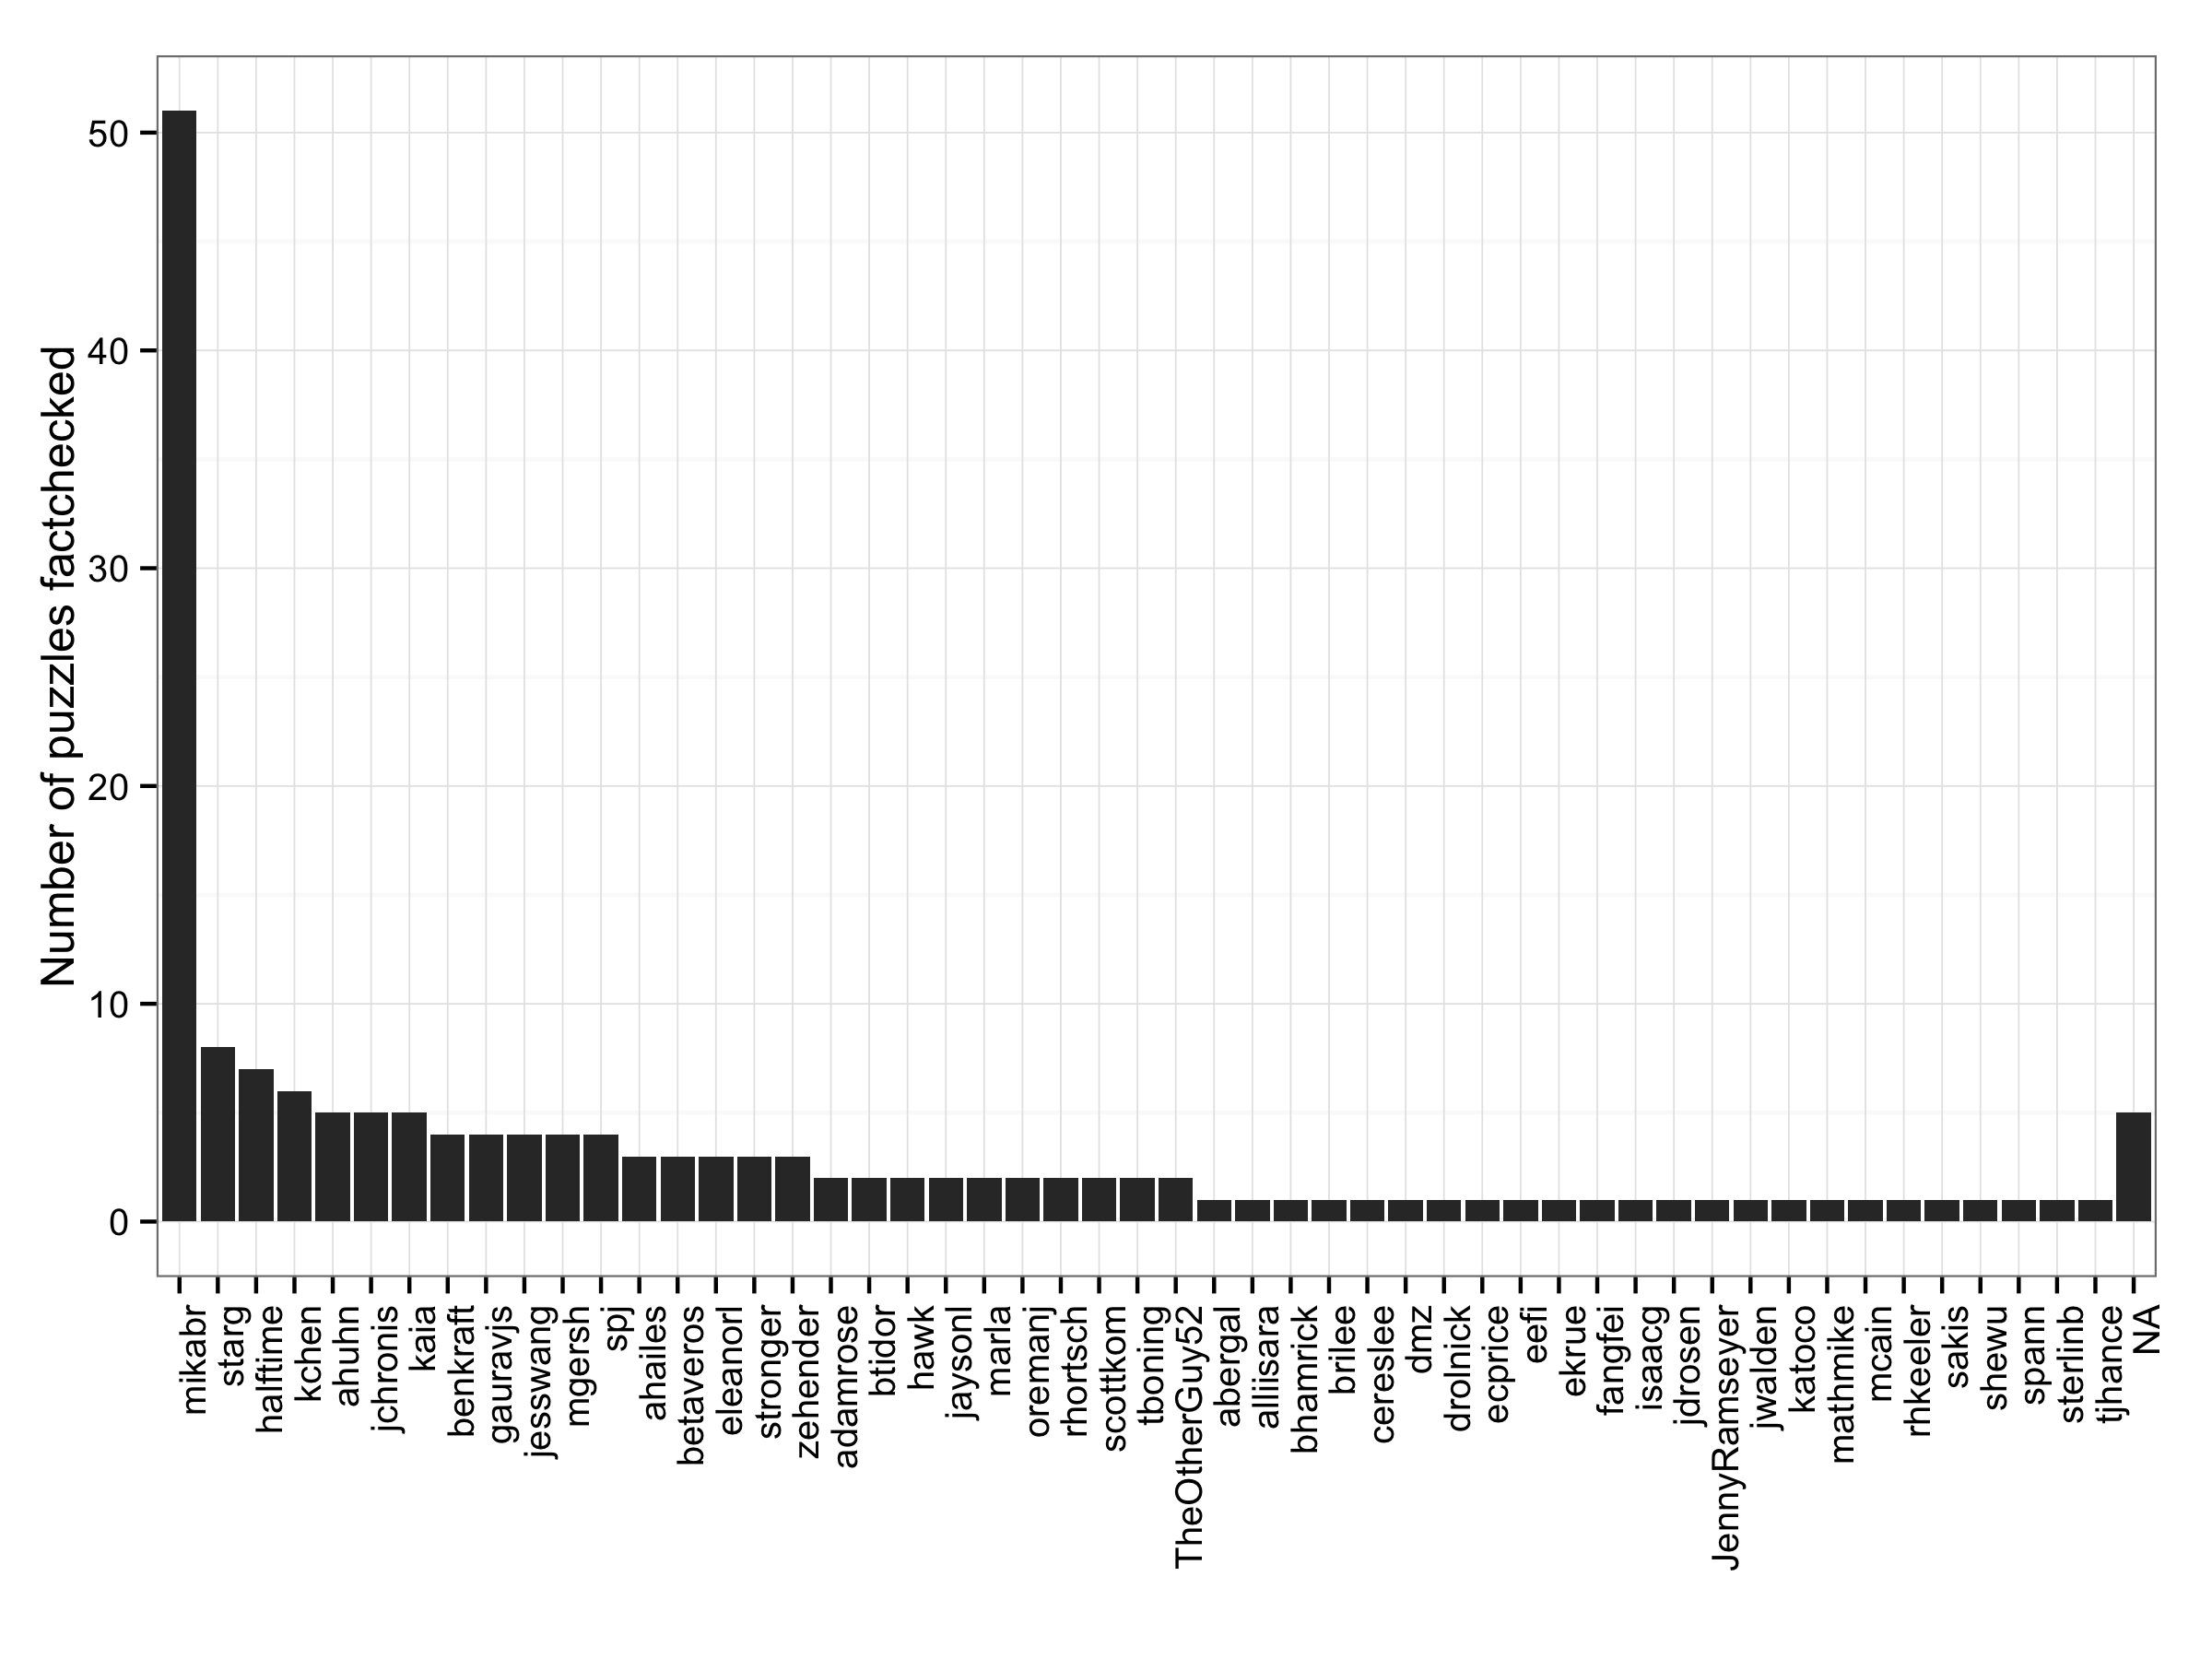 Number of puzzles factchecked
50
40
30
20
10
0
mikabr
starg
halftime
kchen
ahuhn
jchronis
kaia
benkraft
gauravjs
jesswang
mgersh
spj
ahailes
betaveros
eleanorl
stronger
zehender
adamrose
btidor
hawk
jaysonl
marla
oremanj
rhortsch
scottkom
tboning
TheOtherGuy52
abergal
alliisara
bhamrick
brilee
cereslee
dmz
drolnick
ecprice
eefi
ekrue
fangfei
isaacg
jdrosen
JennyRamseyer
jwalden
katoco
mathmike
mcain
rhkeeler
sakis
shewu
spann
sterlinb
tjhance
NA